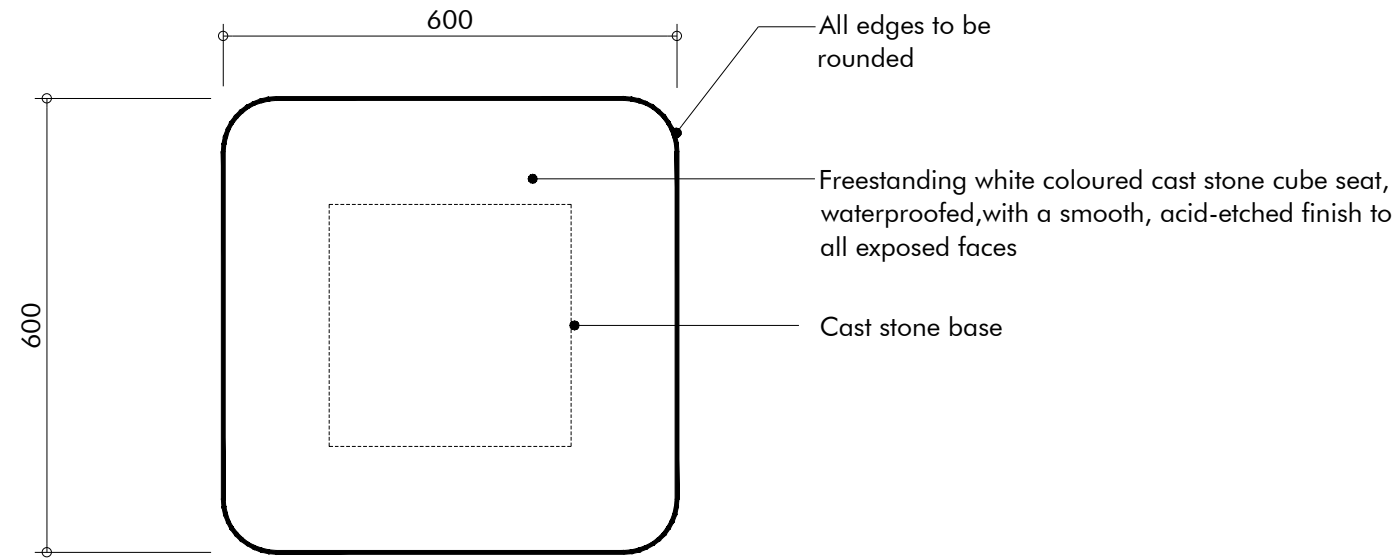 600
All edges to be
rounded
Freestanding white coloured cast stone cube seat,
waterproofed,with a smooth, acid-etched finish to
all exposed faces
600
Cast stone base